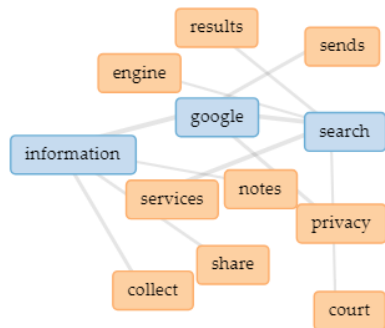 results
sends
engine
google
search
information
services
notes
privacy
share
collect
court